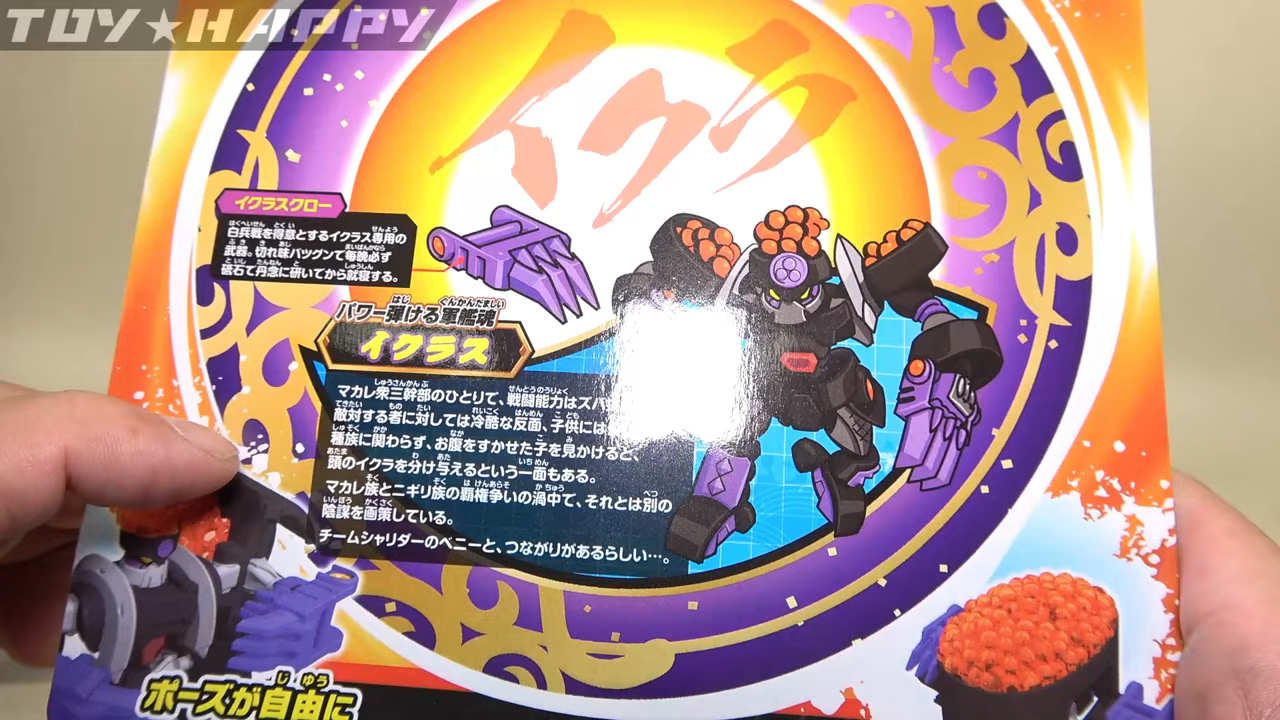 TOY★HAPPY
イクラ
イクラスクロー
白兵戦を得意とするイクラス専用の
武器。切れ味バツグンで毎晩必ず
砥石で丹念に研いてから就寝する。
パワー弾ける軍艦魂
イクラス
マカレ衆三幹部のひとりで、戦闘能力はズバ
敵対する者に対しては冷酷な反面、子供には
種族に関わらず、お腹をすかせた子を見かけると、
頭のイクラを分け与えるという一面もある。
マカレ族とニギリ族の覇権争いの渦中で、それとは別の
陰謀を画策している。
チームシャリダーのベニーと、つながりがあるらしい…。
ポーズが自由に